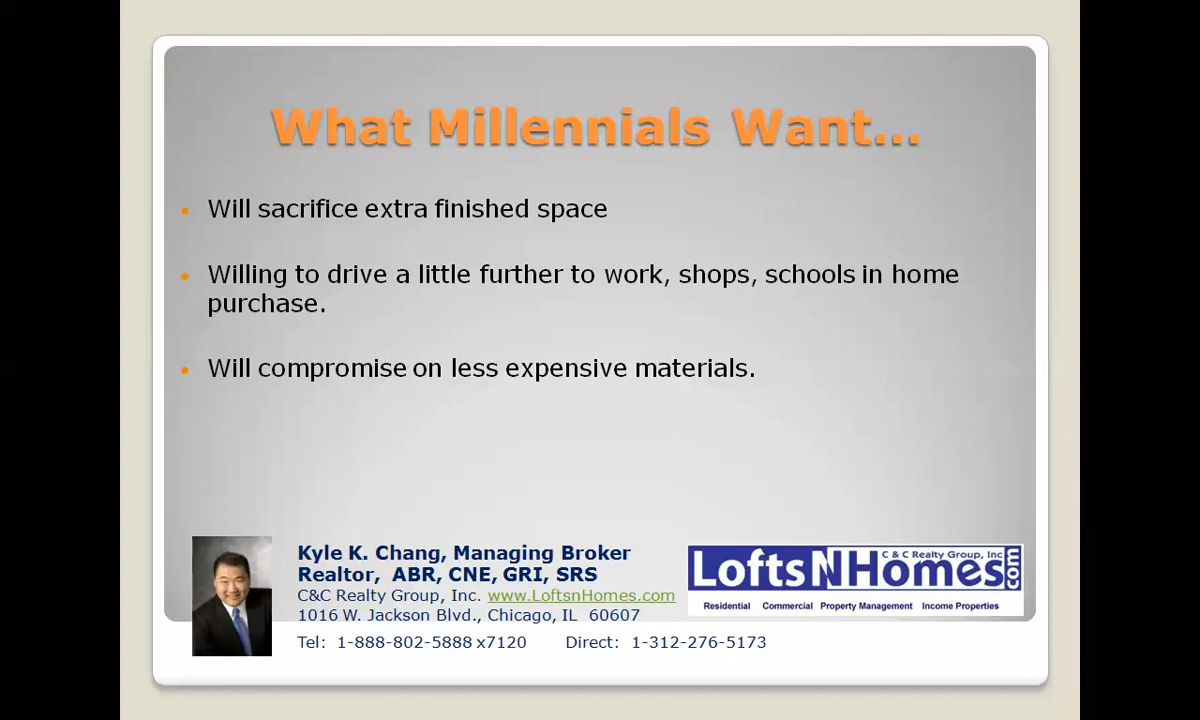 What Millennials Want...
Will sacrifice extra finished space
Willing to drive a little further to work, shops, schools in home
purchase.
Will compromise on less expensive materials.
Kyle K. Chang, Managing Broker
Realtor, ABR, CNE, GRI, SRS
C&C Realty Group, Inc. www.LoftsnHomes.com
1016 W. Jackson Blvd., Chicago, IL 60607
Tel: 1-888-802-5888 x7120 Direct: 1-312-276-5173
C & C Realty Group, Inc
LoftsNHomes.com
Residential Commercial Property Management Income Properties